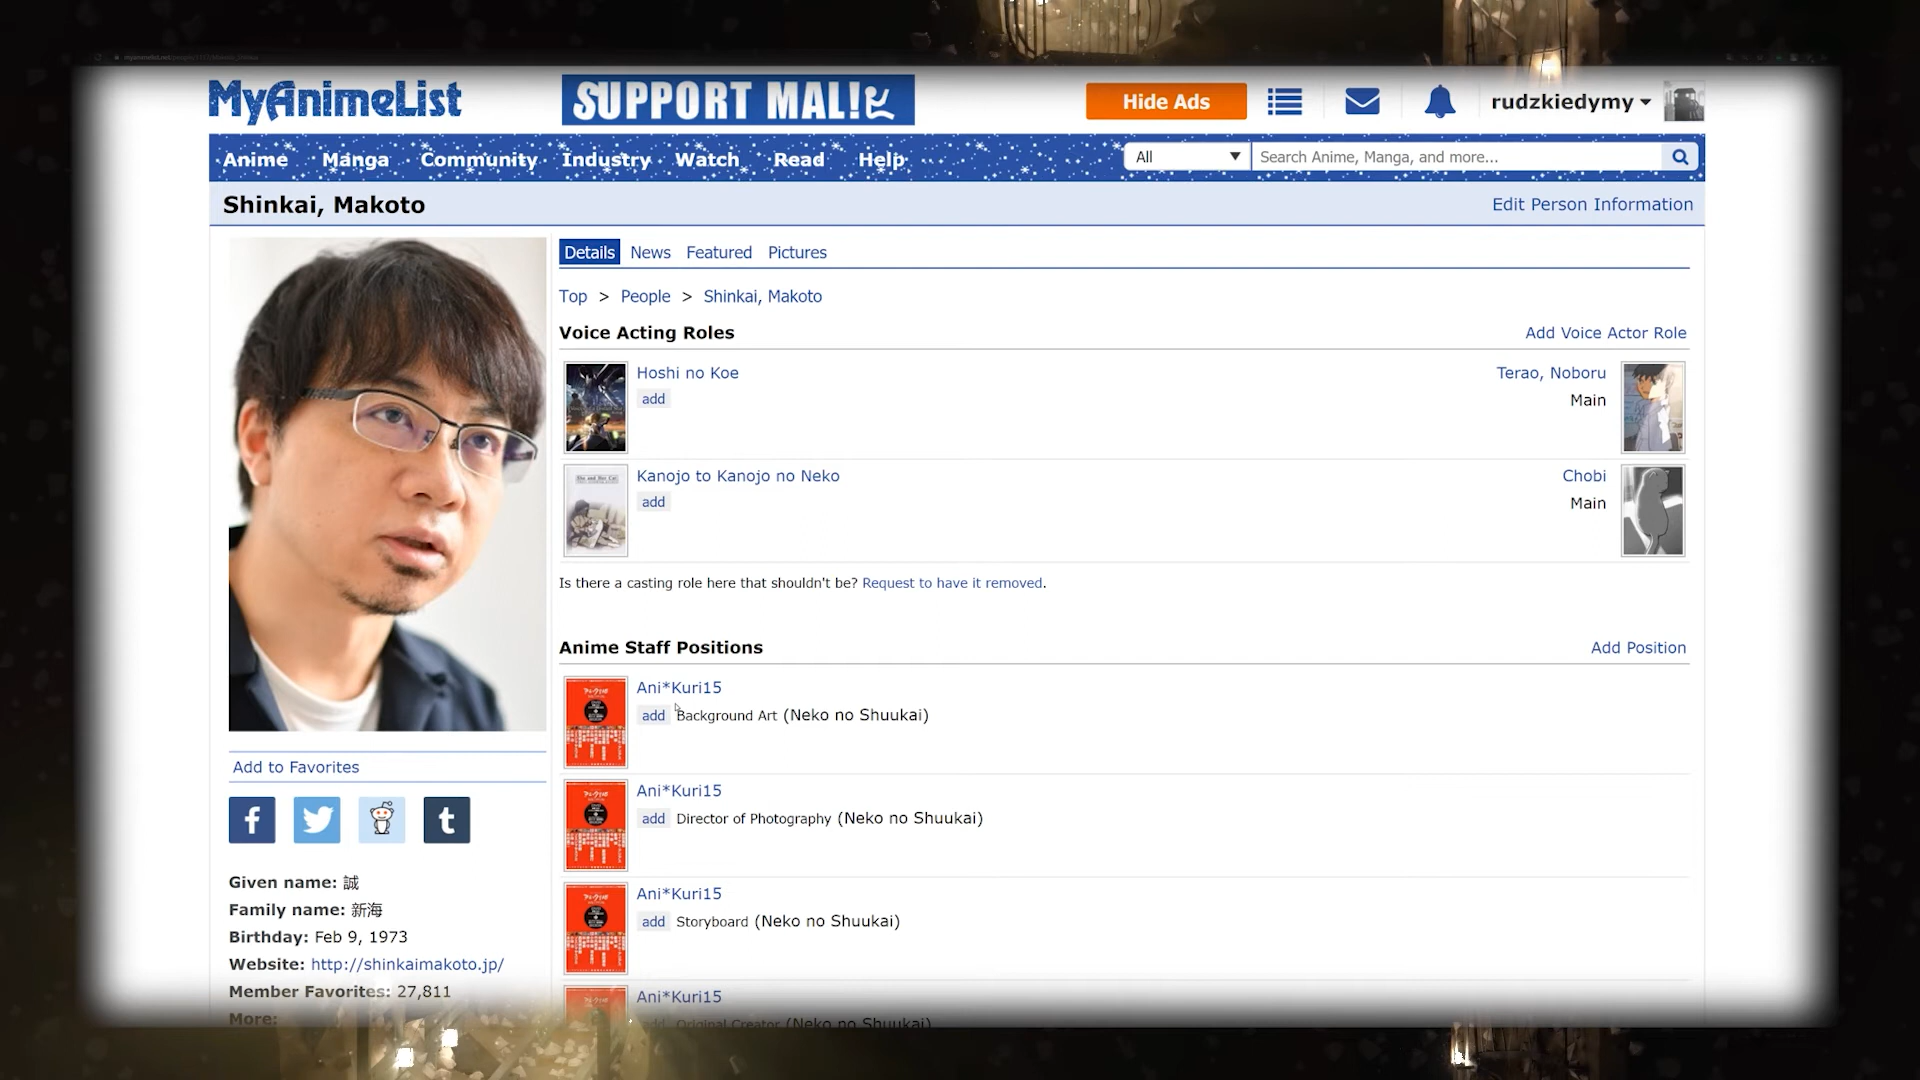 MyAnimeList
SUPPORT MAL!
Hide Ads
rudzkiedymy
Anime Manga Community Industry Watch Read Help
All
Search Anime, Manga, and more...
Shinkai, Makoto
Edit Person Information
Details News Featured Pictures
Top > People > Shinkai, Makoto
Voice Acting Roles
Add Voice Actor Role
Hoshi no Koe
add
Terao, Noboru
Main
Kanojo to Kanojo no Neko
add
Chobi
Main
Is there a casting role here that shouldn't be? Request to have it removed.
Anime Staff Positions
Add Position
Ani*Kuri15
add Background Art (Neko no Shuukai)
Ani*Kuri15
add Director of Photography (Neko no Shuukai)
Ani*Kuri15
add Storyboard (Neko no Shuukai)
Ani*Kuri15
add Original Creator (Neko no Shuukai)
Add to Favorites
Given name: 誠
Family name: 新海
Birthday: Feb 9, 1973
Website: http://shinkaimakoto.jp/
Member Favorites: 27,811
More: